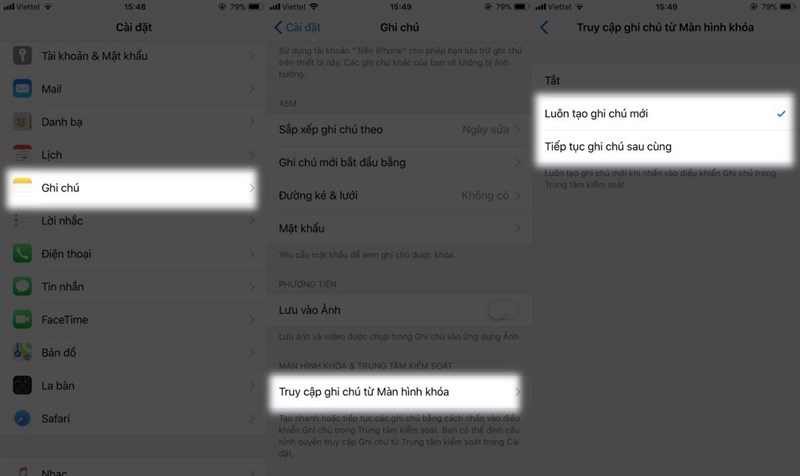 Viettel 15:48 79%
Cài đặt
Tài khoản & Mật khẩu
Mail
Danh bạ
Lịch
Ghi chú
Lời nhắc
Điện thoại
Tin nhắn
FaceTime
Bản đồ
La bàn
Safari
Nhạc
Viettel 15:49 79%
Cài đặt Ghi chú
Sử dụng tài khoản "Trên iPhone" cho phép bạn lưu trữ ghi chú
trên thiết bị này. Các ghi chú khác của bạn sẽ không bị ảnh
hưởng.
XEM
Sắp xếp ghi chú theo Ngày sửa
Ghi chú mới bắt đầu bằng
Đường kẻ & lưới Không có
Mật khẩu
Yêu cầu mật khẩu để xem ghi chú được khóa.
PHƯƠNG TIỆN
Lưu vào Ảnh
Lưu ảnh và video được chụp trong Ghi chú vào ứng dụng Ảnh.
MÀN HÌNH KHÓA & TRUNG TÂM KIỂM SOÁT
Truy cập ghi chú từ Màn hình khóa
Tạo nhanh hoặc tiếp tục các ghi chú bằng cách nhấn vào điều
khiển Ghi chú trong Trung tâm kiểm soát. Bạn có thể định cấu
hình quyền truy cập Ghi chú từ Trung tâm kiểm soát trong Cài
đặt.
Viettel 15:49 79%
Truy cập ghi chú từ Màn hình khóa
Tắt
Luôn tạo ghi chú mới
Tiếp tục ghi chú sau cùng
Luôn tạo ghi chú mới khi nhấn vào điều khiển Ghi chú trong
Trung tâm kiểm soát.